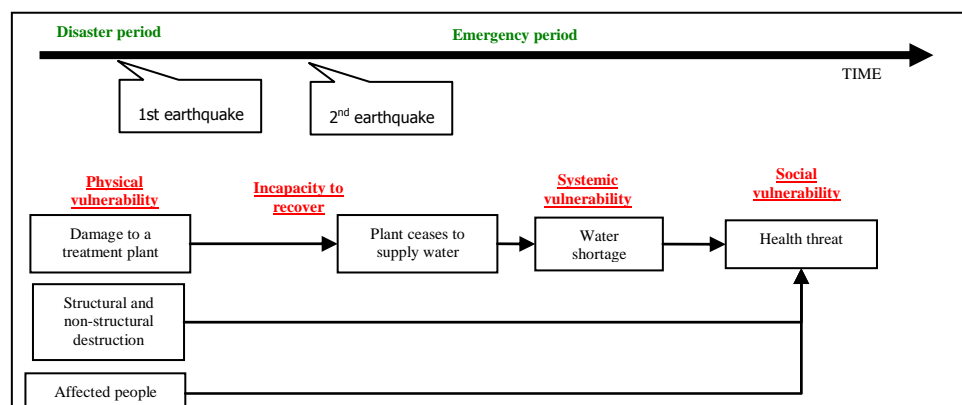 Disaster period
Emergency period
TIME
1st earthquake
2nd earthquake
Physical
vulnerability
Incapacity to
recover
Systemic
vulnerability
Social
vulnerability
Damage to a
treatment plant
Plant ceases to
supply water
Water
shortage
Health threat
Structural and
non-structural
destruction
Affected people